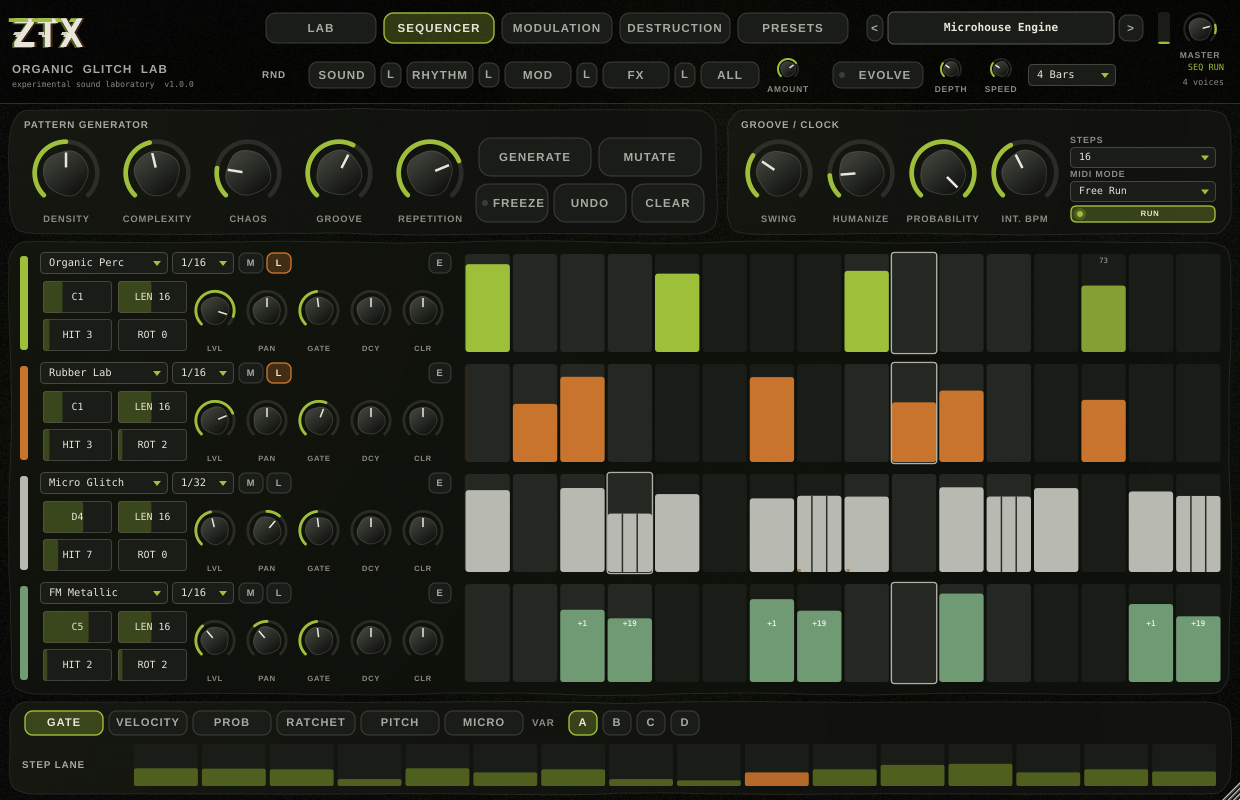 ZTX
ORGANIC GLITCH LAB
experimental sound laboratory v1.0.0
LAB SEQUENCER MODULATION DESTRUCTION PRESETS < Microhouse Engine >
MASTER
SEQ RUN
4 voices
RND SOUND L RHYTHM L MOD L FX L ALL AMOUNT EVOLVE DEPTH SPEED 4 Bars
PATTERN GENERATOR
DENSITY COMPLEXITY CHAOS GROOVE REPETITION
GENERATE MUTATE
FREEZE UNDO CLEAR
GROOVE / CLOCK
SWING HUMANIZE PROBABILITY INT. BPM
STEPS
16
MIDI MODE
Free Run
RUN
Organic Perc 1/16 M L E
73
C1 LEN 16
HIT 3 ROT 0
LVL PAN GATE DCY CLR
Rubber Lab 1/16 M L E
C1 LEN 16
HIT 3 ROT 2
LVL PAN GATE DCY CLR
Micro Glitch 1/32 M L E
D4 LEN 16
HIT 7 ROT 0
LVL PAN GATE DCY CLR
FM Metallic 1/16 M L E
C5 LEN 16
HIT 2 ROT 2
LVL PAN GATE DCY CLR
+1 +19 +1 +19 +1 +19
GATE VELOCITY PROB RATCHET PITCH MICRO VAR A B C D
STEP LANE